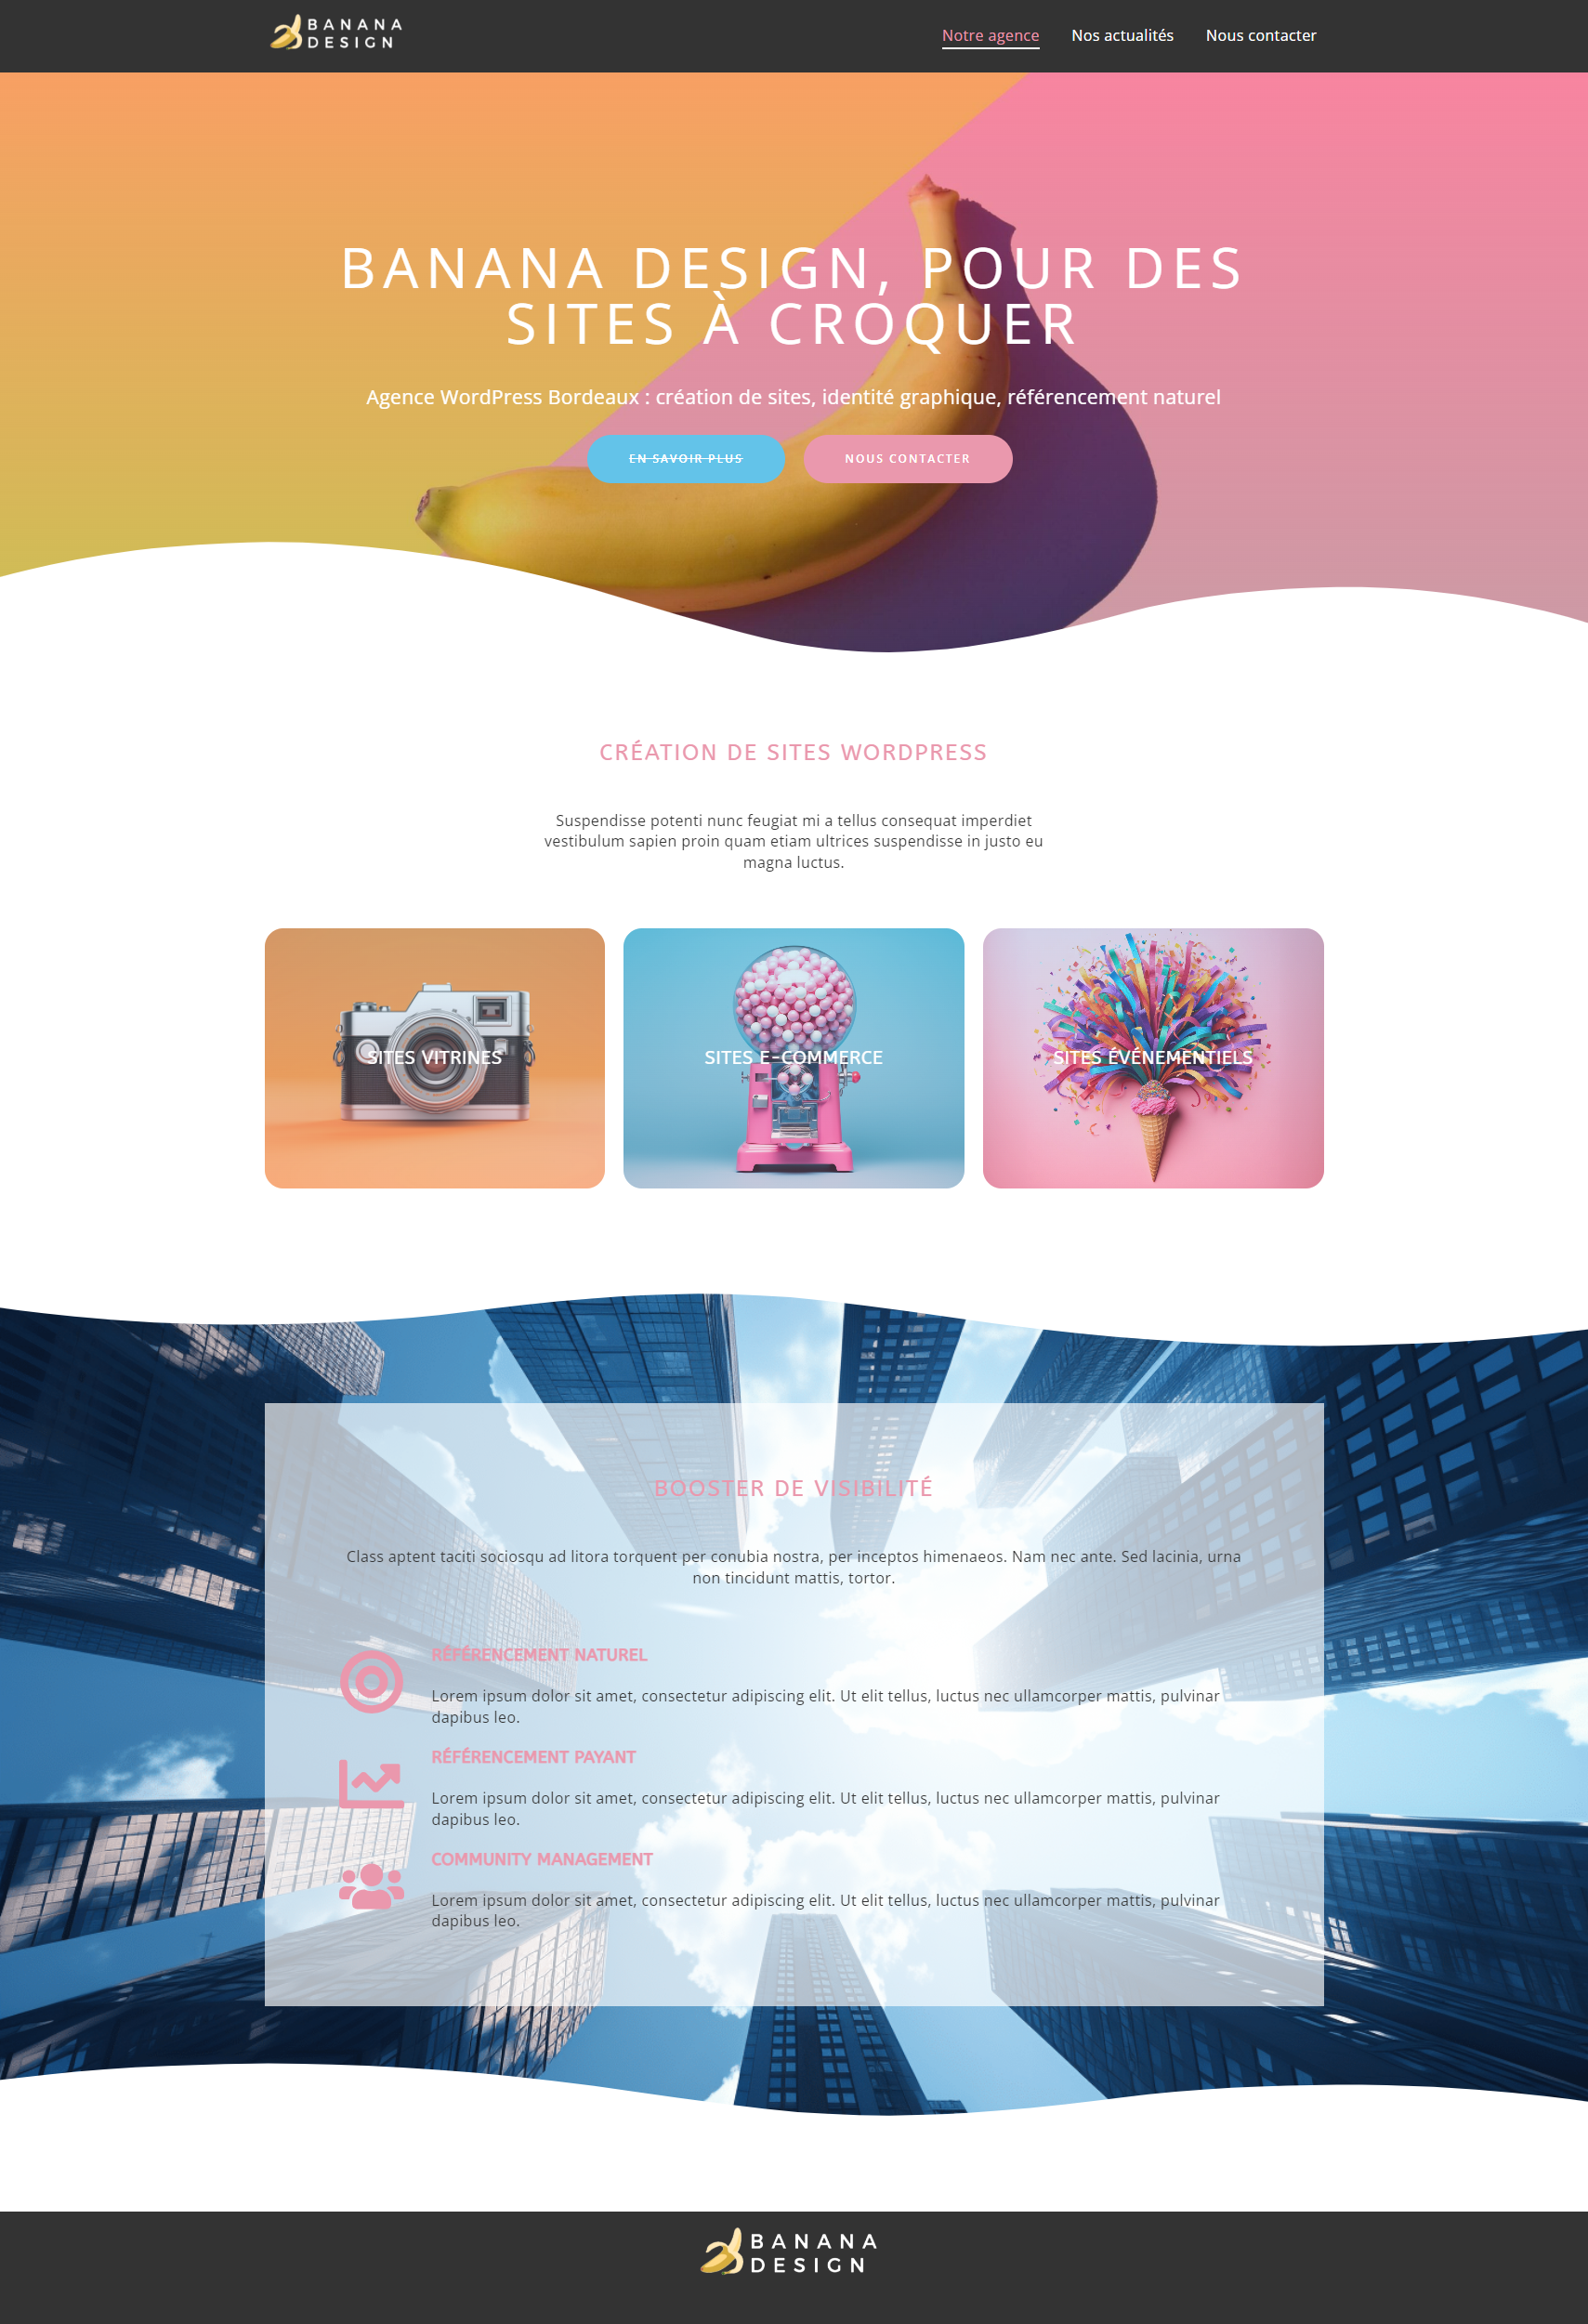 BANANA
DESIGN
Notre agence Nos actualités Nous contacter
BANANA DESIGN, POUR DES
SITES À CROQUER
Agence WordPress Bordeaux : création de sites, identité graphique, référencement naturel
EN SAVOIR PLUS NOUS CONTACTER
CRÉATION DE SITES WORDPRESS
Suspendisse potenti nunc feugiat mi a tellus consequat imperdiet
vestibulum sapien proin quam etiam ultrices suspendisse in justo eu
magna luctus.
SITES VITRINES SITES E-COMMERCE SITES ÉVÉNEMENTIELS
BOOSTER DE VISIBILITÉ
Class aptent taciti sociosqu ad litora torquent per conubia nostra, per inceptos himenaeos. Nam nec ante. Sed lacinia, urna
non tincidunt mattis, tortor.
RÉFÉRENCEMENT NATUREL
Lorem ipsum dolor sit amet, consectetur adipiscing elit. Ut elit tellus, luctus nec ullamcorper mattis, pulvinar
dapibus leo.
RÉFÉRENCEMENT PAYANT
Lorem ipsum dolor sit amet, consectetur adipiscing elit. Ut elit tellus, luctus nec ullamcorper mattis, pulvinar
dapibus leo.
COMMUNITY MANAGEMENT
Lorem ipsum dolor sit amet, consectetur adipiscing elit. Ut elit tellus, luctus nec ullamcorper mattis, pulvinar
dapibus leo.
BANANA
DESIGN